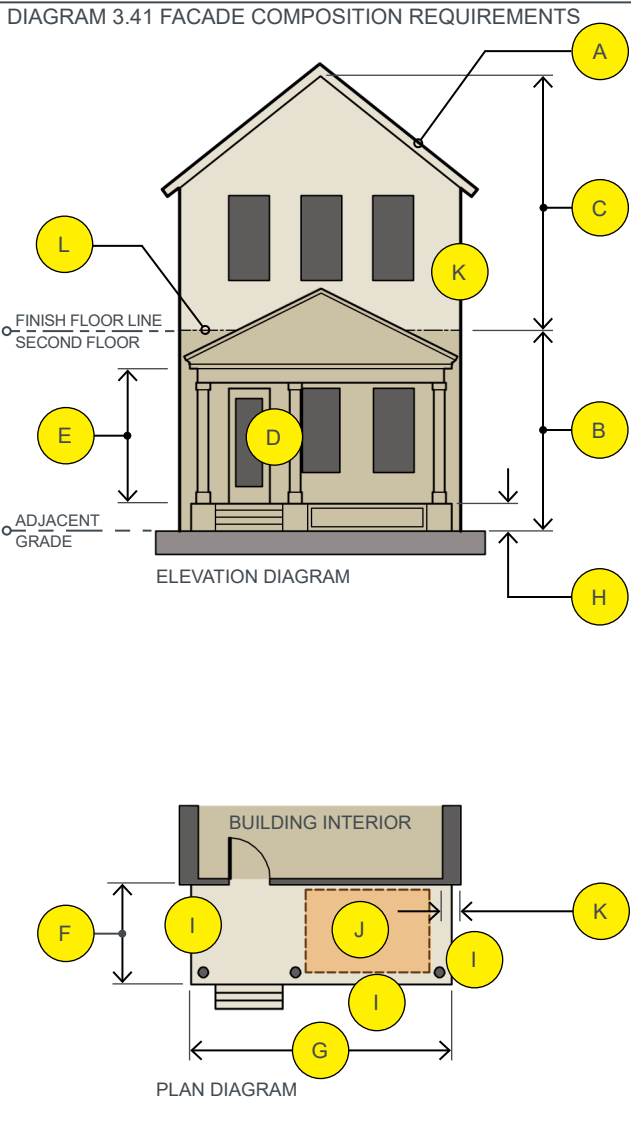 DIAGRAM 3.41 FACADE COMPOSITION REQUIREMENTS
A
C
L
K
FINISH FLOOR LINE
SECOND FLOOR
E
D
B
ADJACENT
GRADE
ELEVATION DIAGRAM
H
BUILDING INTERIOR
F
I
J
K
I
I
G
PLAN DIAGRAM